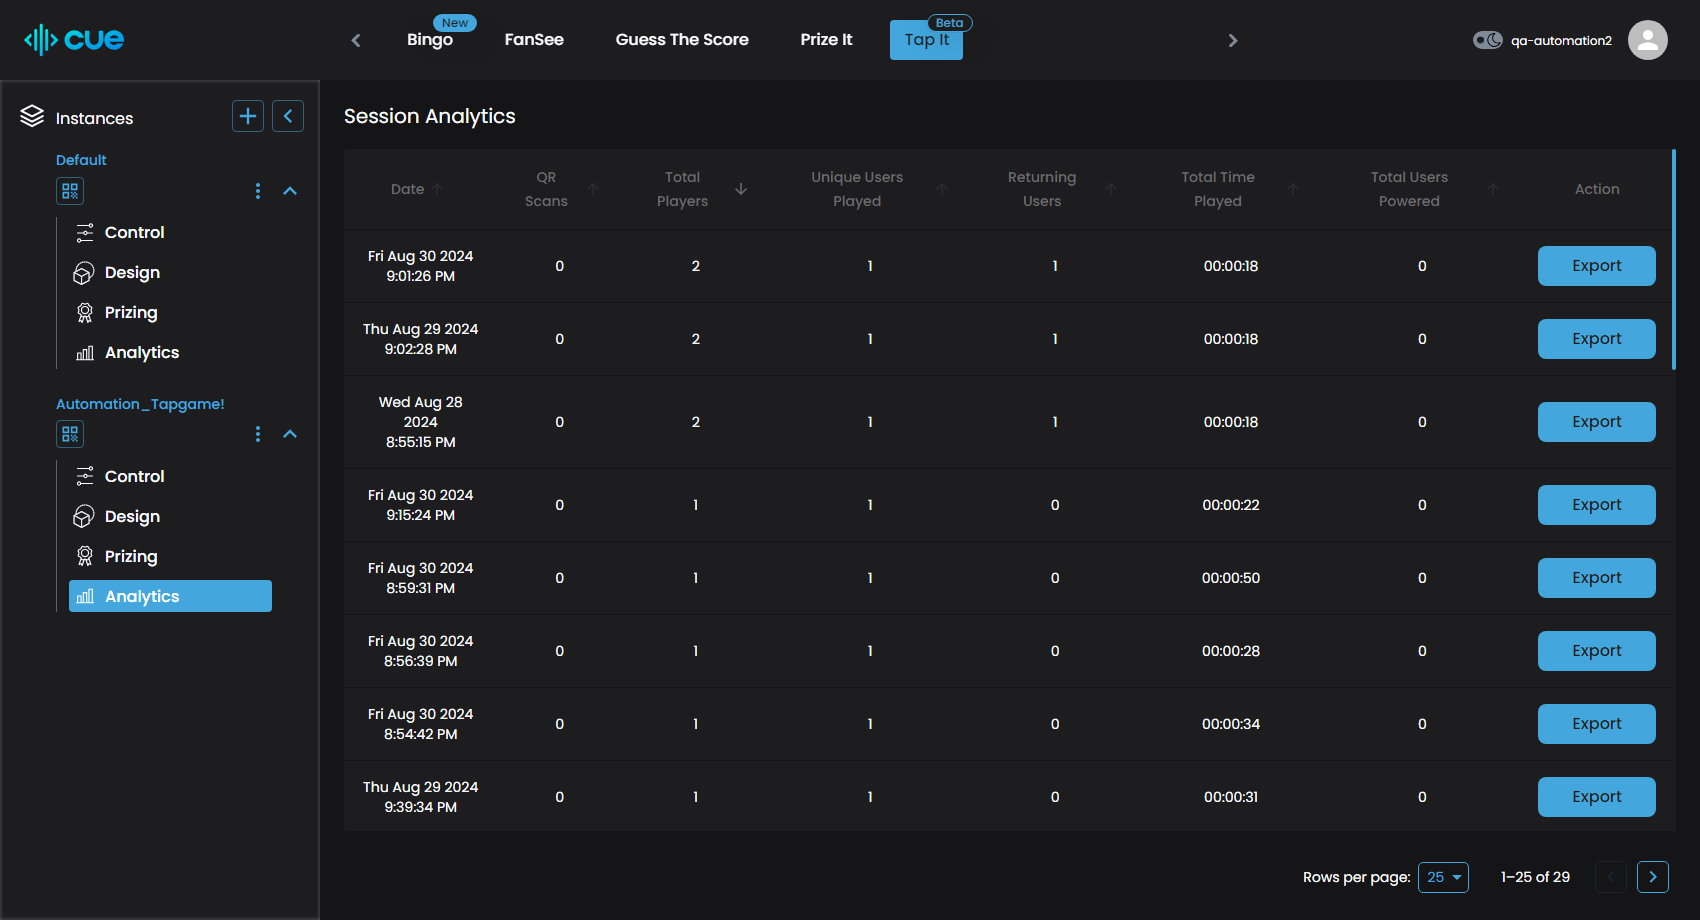 cue
Bingo
New
FanSee
Guess The Score
Prize It
Tap It
Beta
qa-automation2
Instances
Default
Control
Design
Prizing
Analytics
Automation_Tapgame!
Control
Design
Prizing
Analytics
Session Analytics
Date
QR
Scans
Total
Players
Unique Users
Played
Returning
Users
Total Time
Played
Total Users
Powered
Action
Fri Aug 30 2024
9:01:26 PM
0
2
1
1
00:00:18
0
Export
Thu Aug 29 2024
9:02:28 PM
0
2
1
1
00:00:18
0
Export
Wed Aug 28
2024
8:55:15 PM
0
2
1
1
00:00:18
0
Export
Fri Aug 30 2024
9:15:24 PM
0
1
1
0
00:00:22
0
Export
Fri Aug 30 2024
8:59:31 PM
0
1
1
0
00:00:50
0
Export
Fri Aug 30 2024
8:56:39 PM
0
1
1
0
00:00:28
0
Export
Fri Aug 30 2024
8:54:42 PM
0
1
1
0
00:00:34
0
Export
Thu Aug 29 2024
9:39:34 PM
0
1
1
0
00:00:31
0
Export
Rows per page:
25
1–25 of 29